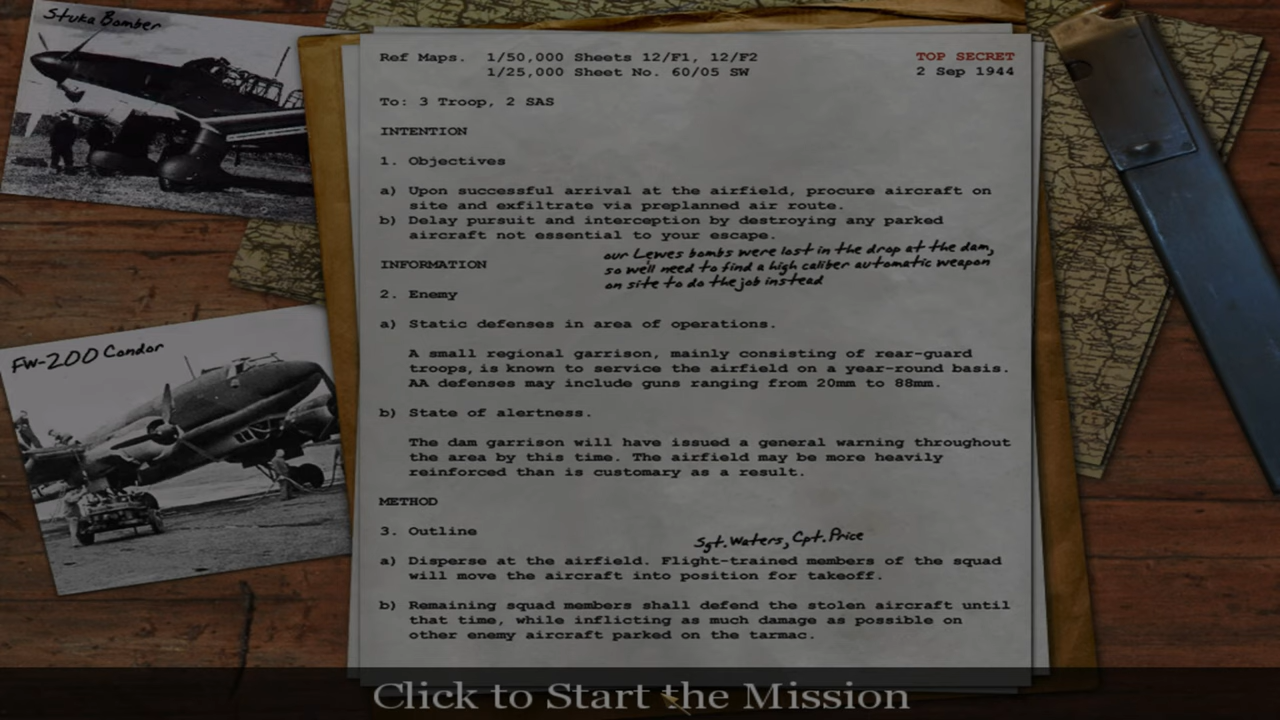 Stuka Bomber
Ref Maps. 1/50,000 Sheets 12/F1, 12/F2
1/25,000 Sheet No. 60/05 SW
TOP SECRET
2 Sep 1944
To: 3 Troop, 2 SAS
INTENTION
1. Objectives
a) Upon successful arrival at the airfield, procure aircraft on
site and exfiltrate via preplanned air route.
b) Delay pursuit and interception by destroying any parked
aircraft not essential to your escape.
our Lewes bombs were lost in the drop at the dam,
so we'll need to find a high caliber automatic weapon
on site to do the job instead
INFORMATION
2. Enemy
a) Static defenses in area of operations.
FW-200 Condor
A small regional garrison, mainly consisting of rear-guard
troops, is known to service the airfield on a year-round basis.
AA defenses may include guns ranging from 20mm to 88mm.
b) State of alertness.
The dam garrison will have issued a general warning throughout
the area by this time. The airfield may be more heavily
reinforced than is customary as a result.
METHOD
3. Outline
Sgt. Waters, Cpt. Price
a) Disperse at the airfield. Flight-trained members of the squad
will move the aircraft into position for takeoff.
b) Remaining squad members shall defend the stolen aircraft until
that time, while inflicting as much damage as possible on
other enemy aircraft parked on the tarmac.
Click to Start the Mission